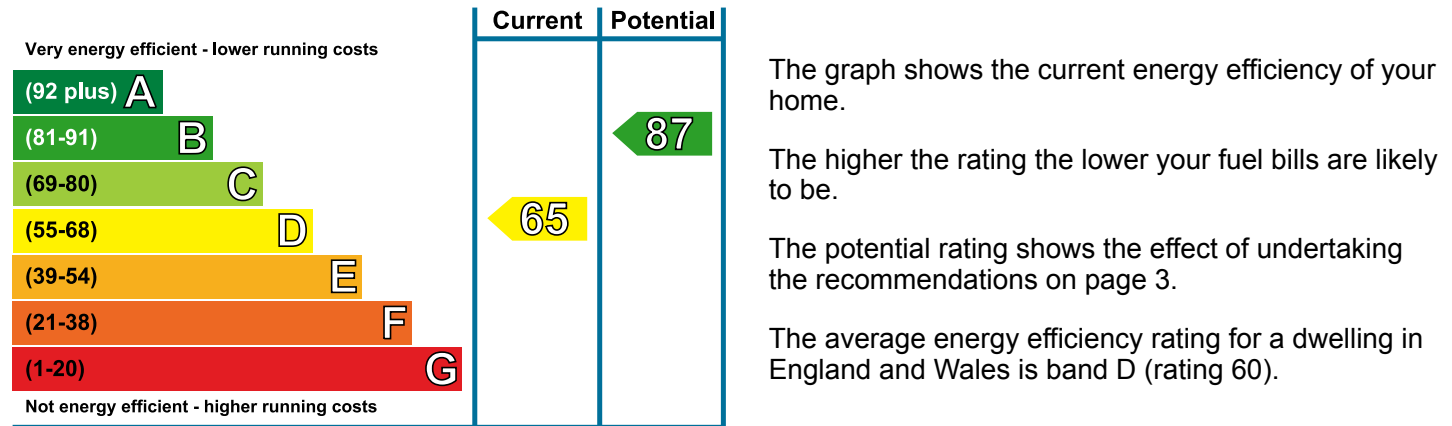 Current Potential
Very energy efficient - lower running costs
(92 plus) A
(81-91) B
87
(69-80) C
(55-68) D
65
(39-54) E
(21-38) F
(1-20) G
Not energy efficient - higher running costs
The graph shows the current energy efficiency of your
home.
The higher the rating the lower your fuel bills are likely
to be.
The potential rating shows the effect of undertaking
the recommendations on page 3.
The average energy efficiency rating for a dwelling in
England and Wales is band D (rating 60).